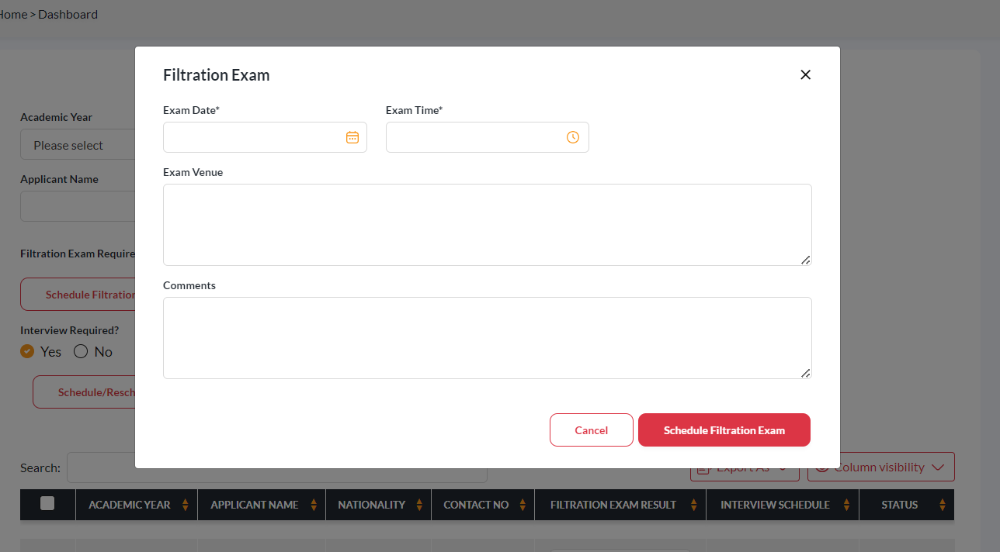 Home > Dashboard
Filtration Exam
Exam Date*
Exam Time*
Academic Year
Please select
Exam Venue
Applicant Name
Filtration Exam Require
Comments
Schedule Filtration
Interview Required?
Yes
No
Schedule/Resch
Cancel
Schedule Filtration Exam
Search:
Export As
Column visibility
ACADEMIC YEAR
APPLICANT NAME
NATIONALITY
CONTACT NO
FILTRATION EXAM RESULT
INTERVIEW SCHEDULE
STATUS